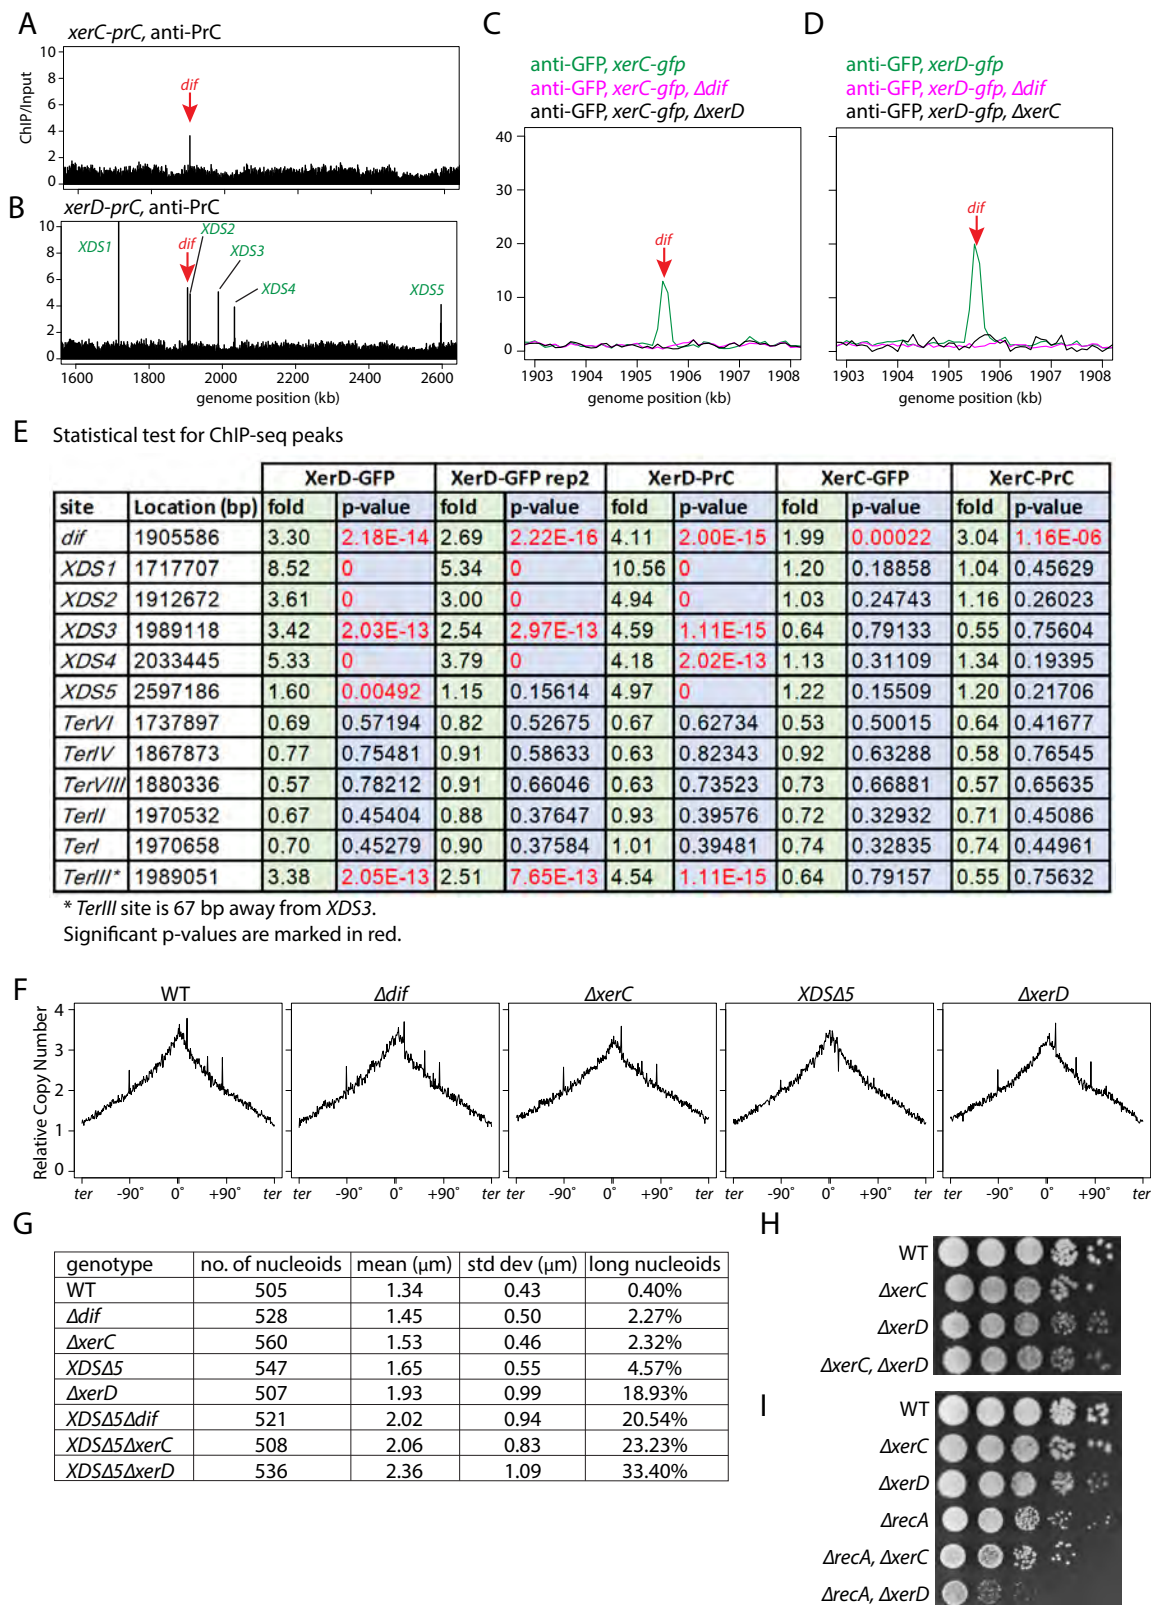 A
xerC-prC, anti-PrC
ChIP/Input
10
8
6
4
2
0
dif
B
xerD-prC, anti-PrC
10
8
6
4
2
0
XDS1
dif
XDS2
XDS3
XDS4
XDS5
1600 1800 2000 2200 2400 2600
genome position (kb)
C
anti-GFP, xerC-gfp
anti-GFP, xerC-gfp, Δdif
anti-GFP, xerC-gfp, ΔxerD
40
30
20
10
0
dif
1903 1904 1905 1906 1907 1908
genome position (kb)
D
anti-GFP, xerD-gfp
anti-GFP, xerD-gfp, Δdif
anti-GFP, xerD-gfp, ΔxerC
dif
1903 1904 1905 1906 1907 1908
genome position (kb)
E Statistical test for ChIP-seq peaks
XerD-GFP XerD-GFP rep2 XerD-PrC XerC-GFP XerC-PrC
site Location (bp) fold p-value fold p-value fold p-value fold p-value fold p-value
dif 1905586 3.30 2.18E-14 2.69 2.22E-16 4.11 2.00E-15 1.99 0.00022 3.04 1.16E-06
XDS1 1717707 8.52 0 5.34 0 10.56 0 1.20 0.18858 1.04 0.45629
XDS2 1912672 3.61 0 3.00 0 4.94 0 1.03 0.24743 1.16 0.26023
XDS3 1989118 3.42 2.03E-13 2.54 2.97E-13 4.59 1.11E-15 0.64 0.79133 0.55 0.75604
XDS4 2033445 5.33 0 3.79 0 4.18 2.02E-13 1.13 0.31109 1.34 0.19395
XDS5 2597186 1.60 0.00492 1.15 0.15614 4.97 0 1.22 0.15509 1.20 0.21706
TerVI 1737897 0.69 0.57194 0.82 0.52675 0.67 0.62734 0.53 0.50015 0.64 0.41677
TerIV 1867873 0.77 0.75481 0.91 0.58633 0.63 0.82343 0.92 0.63288 0.58 0.76545
TerVIII 1880336 0.57 0.78212 0.91 0.66046 0.63 0.73523 0.73 0.66881 0.57 0.65635
TerII 1970532 0.67 0.45404 0.88 0.37647 0.93 0.39576 0.72 0.32932 0.71 0.45086
TerI 1970658 0.70 0.45279 0.90 0.37584 1.01 0.39481 0.74 0.32835 0.74 0.44961
TerIII* 1989051 3.38 2.05E-13 2.51 7.65E-13 4.54 1.11E-15 0.64 0.79157 0.55 0.75632
* TerIII site is 67 bp away from XDS3.
Significant p-values are marked in red.
F
WT Δdif ΔxerC XDSΔ5 ΔxerD
Relative Copy Number
4
3
2
1
0
ter -90° 0° +90° ter -90° 0° +90° ter -90° 0° +90° ter -90° 0° +90° ter -90° 0° +90° ter
G
genotype no. of nucleoids mean (μm) std dev (μm) long nucleoids
WT 505 1.34 0.43 0.40%
Δdif 528 1.45 0.50 2.27%
ΔxerC 560 1.53 0.46 2.32%
XDSΔ5 547 1.65 0.55 4.57%
ΔxerD 507 1.93 0.99 18.93%
XDSΔ5Δdif 521 2.02 0.94 20.54%
XDSΔ5ΔxerC 508 2.06 0.83 23.23%
XDSΔ5ΔxerD 536 2.36 1.09 33.40%
H
WT
ΔxerC
ΔxerD
ΔxerC, ΔxerD
I
WT
ΔxerC
ΔxerD
ΔrecA
ΔrecA, ΔxerC
ΔrecA, ΔxerD